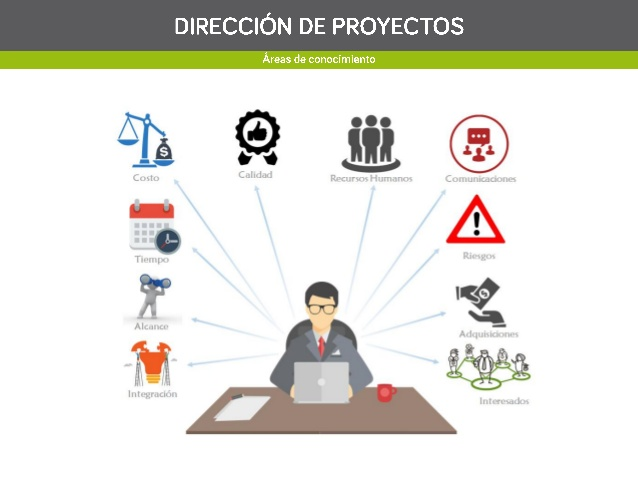 DIRECCIÓN DE PROYECTOS
Áreas de conocimiento
Costo
Calidad
Recursos Humanos
Comunicaciones
Tiempo
Riesgos
Alcance
Adquisiciones
Integración
Interesados